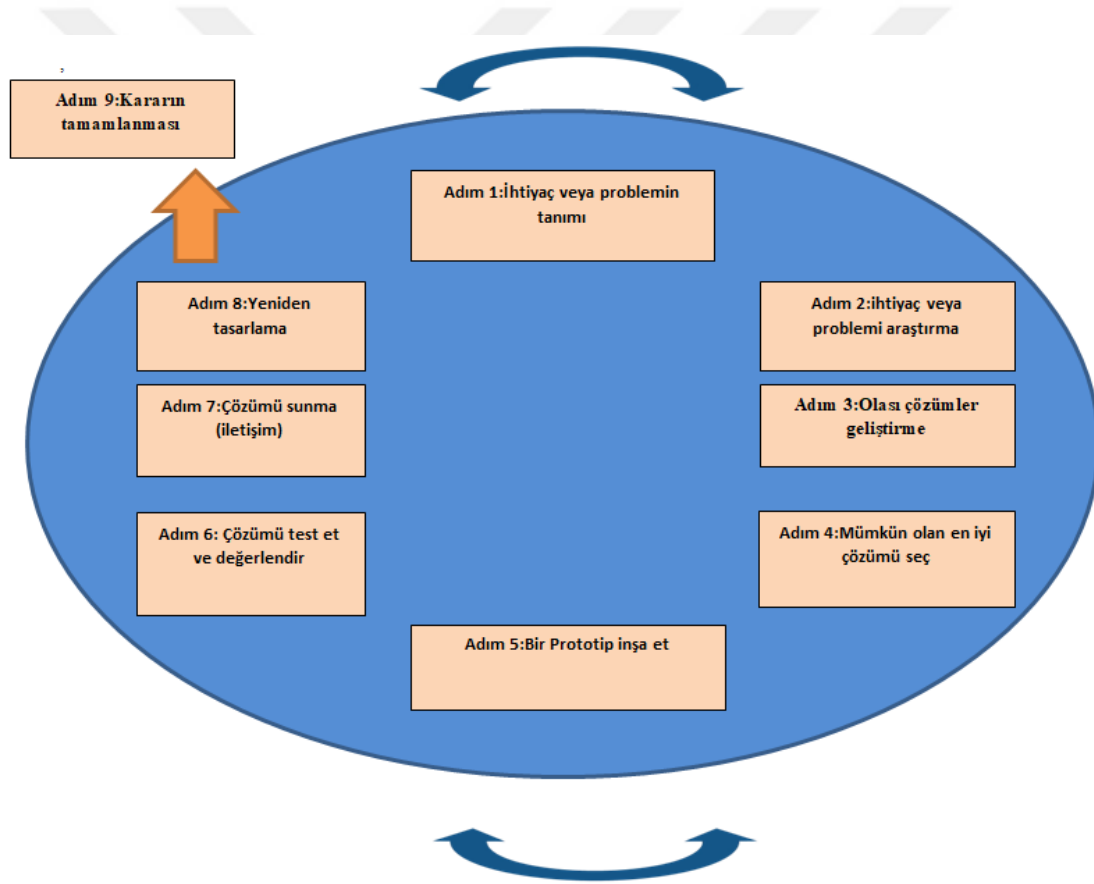 ,
Adım 9:Kararın
tamamlanması
Adım 1:İhtiyaç veya problemin
tanımı
Adım 8:Yeniden
tasarlama
Adım 2:ihtiyaç veya
problemi araştırma
Adım 7:Çözümü sunma
(iletişim)
Adım 3:Olası çözümler
geliştirme
Adım 6: Çözümü test et
ve değerlendir
Adım 4:Mümkün olan en iyi
çözümü seç
Adım 5:Bir Prototip inşa et